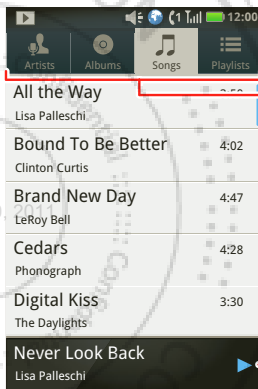 1 12:00
Artists Albums Songs Playlists
All the Way
Lisa Palleschi
Bound To Be Better 4:02
Clinton Curtis
Brand New Day 4:47
LeRoy Bell
Cedars 4:28
Phonograph
Digital Kiss 3:30
The Daylights
Never Look Back
Lisa Palleschi